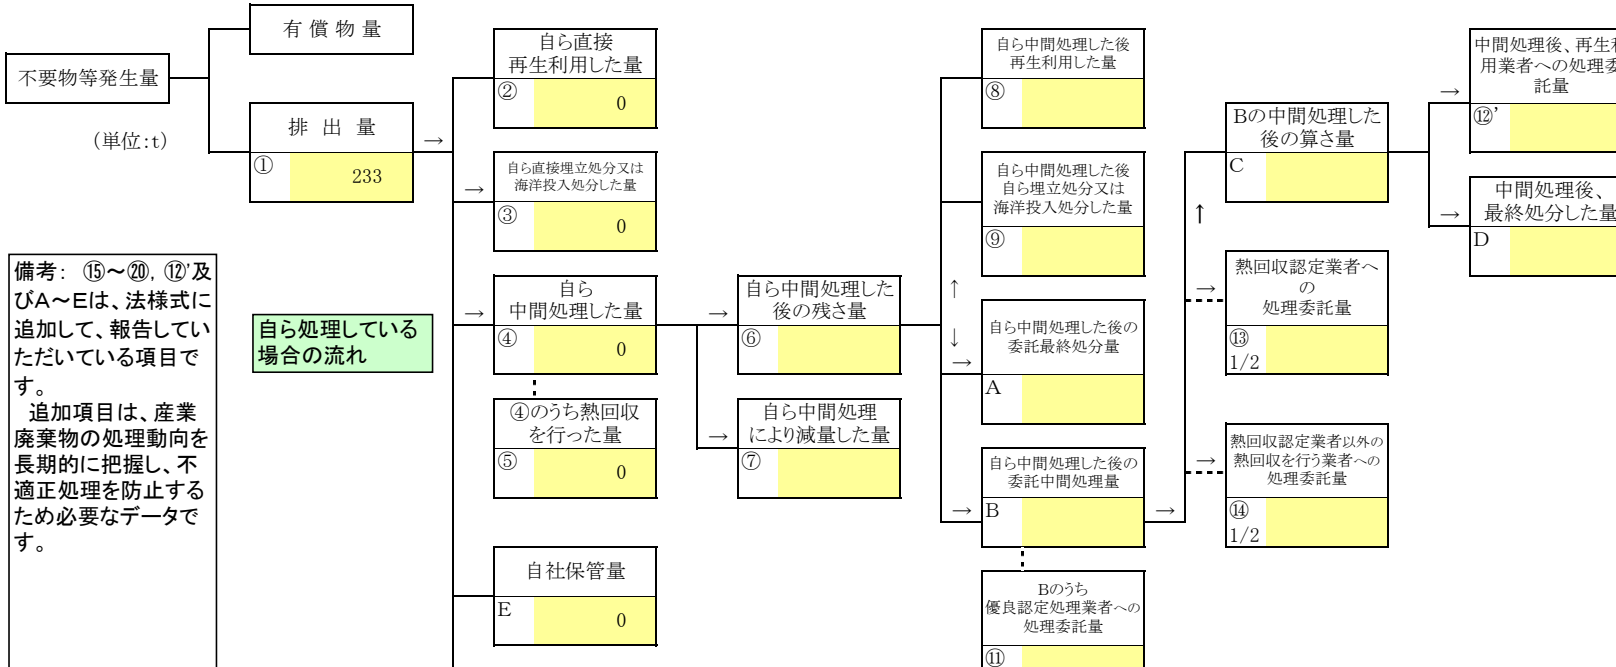 有償物量
不要物等発生量
(単位:t)
排出量
①
233
→
備考： ⑮～⑳, ⑫'及
びA～Eは、法様式に
追加して、報告してい
ただいている項目で
す。
追加項目は、産業
廃棄物の処理動向を
長期的に把握し、不
適正処理を防止する
ため必要なデータで
す。
自ら処理している
場合の流れ
自ら直接
再生利用した量
②
0
→
自ら直接埋立処分又は
海洋投入処分した量
③
0
→
自ら
中間処理した量
④
0
④のうち熱回収
を行った量
⑤
0
自社保管量
E
0
→
自ら中間処理した
後の残さ量
⑥
→
自ら中間処理
により減量した量
⑦
自ら中間処理した後
再生利用した量
⑧
自ら中間処理した後
自ら埋立処分又は
海洋投入処分した量
⑨
↑
↓
→
自ら中間処理した後の
委託最終処分量
A
→
自ら中間処理した後の
委託中間処理量
B
→
Bのうち
優良認定処理業者への
処理委託量
⑪
Bの中間処理した
後の算さ量
C
↑
→
熱回収認定業者へ
の
処理委託量
⑬
1/2
→
熱回収認定業者以外の
熱回収を行う業者への
処理委託量
⑭
1/2
→
中間処理後、再生利
用業者への処理委
託量
⑫'
→
中間処理後、
最終処分した量
D